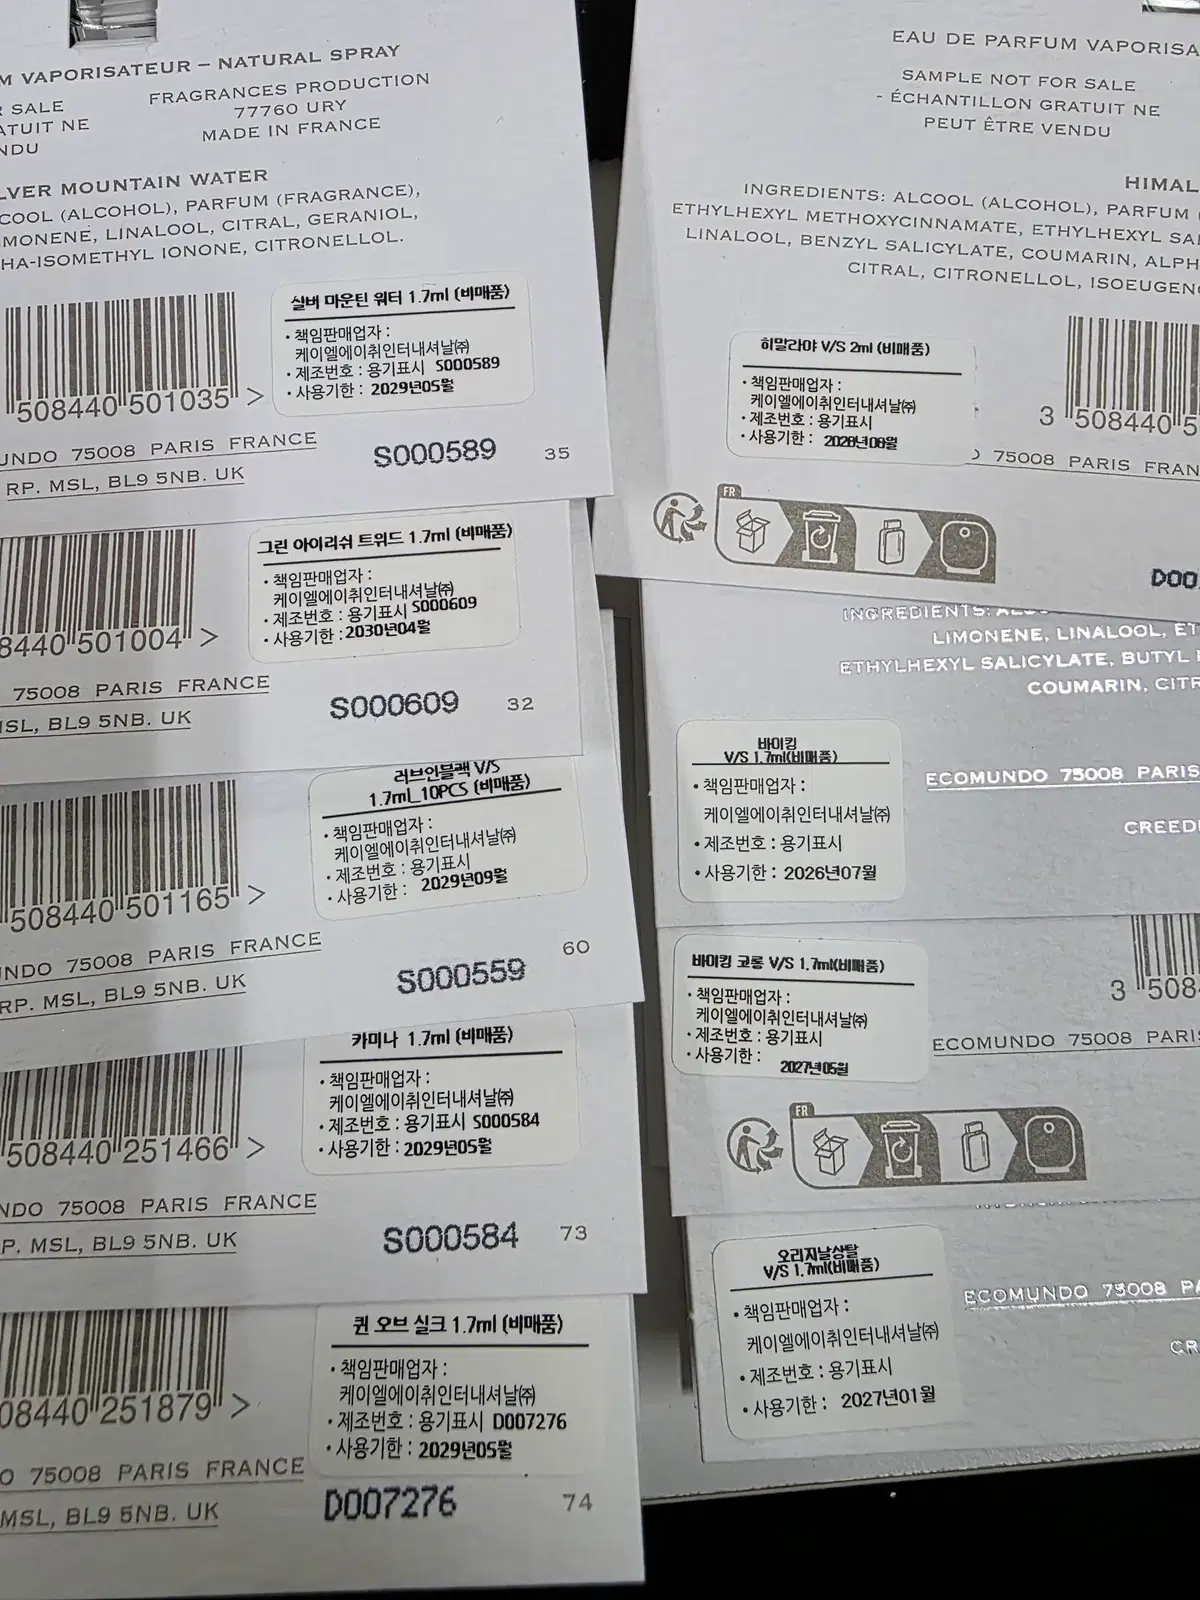 M VAPORISATEUR – NATURAL SPRAY
SALE
ATUIT NE
NDU
FRAGRANCES PRODUCTION
77760 URY
MADE IN FRANCE
LVER MOUNTAIN WATER
COOL (ALCOHOL), PARFUM (FRAGRANCE),
MONENE, LINALOOL, CITRAL, GERANIOL,
HA-ISOMETHYL IONONE, CITRONELLOL.
508440 501035 >
실버 마운틴 워터 1.7ml (비매품)
• 책임판매업자 :
케이엘에이취인터내셔날㈜
• 제조번호 : 용기표시 S000589
• 사용기한 : 2029년05월
UNDO 75008 PARIS FRANCE
RP. MSL, BL9 5NB. UK
S000589
35
8440 501004 >
그린 아이리쉬 트위드 1.7ml (비매품)
• 책임판매업자 :
케이엘에이취인터내셔날㈜
• 제조번호 : 용기표시 S000609
• 사용기한 : 2030년04월
75008 PARIS FRANCE
MSL, BL9 5NB. UK
S000609
32
508440 501165 >
러브인블랙 V/S
1.7ml_10PCS (비매품)
• 책임판매업자 :
케이엘에이취인터내셔날㈜
• 제조번호 : 용기표시
• 사용기한 : 2029년09월
NDO 75008 PARIS FRANCE
RP. MSL, BL9 5NB. UK
S000559
60
508440 251466 >
카미나 1.7ml (비매품)
• 책임판매업자 :
케이엘에이취인터내셔날㈜
• 제조번호 : 용기표시 S000584
• 사용기한 : 2029년05월
NDO 75008 PARIS FRANCE
P. MSL, BL9 5NB. UK
S000584
73
08440 251879 >
퀸 오브 실크 1.7ml (비매품)
• 책임판매업자 :
케이엘에이취인터내셔날㈜
• 제조번호 : 용기표시 D007276
• 사용기한 : 2029년05월
O 75008 PARIS FRANCE
MSL, BL9 5NB. UK
D007276
74
EAU DE PARFUM VAPORISA
SAMPLE NOT FOR SALE
- ÉCHANTILLON GRATUIT NE
PEUT ÊTRE VENDU
HIMAL
INGREDIENTS: ALCOOL (ALCOHOL), PARFUM
ETHYLHEXYL METHOXYCINNAMATE, ETHYLHEXYL SA
LINALOOL, BENZYL SALICYLATE, COUMARIN, ALPH
CITRAL, CITRONELLOL, ISOEUGENO
히말라야 V/S 2ml (비매품)
• 책임판매업자 :
케이엘에이취인터내셔날㈜
• 제조번호 : 용기표시
• 사용기한 : 2028년08월
3 508440 5
75008 PARIS FRAN
FR
D00
INGREDIENTS:
LIMONENE, LINALOOL, ET
ETHYLHEXYL SALICYLATE, BUTYL
COUMARIN, CITR
바이킹
V/S 1.7ml(비매품)
• 책임판매업자 :
케이엘에이취인터내셔날㈜
• 제조번호 : 용기표시
• 사용기한 : 2026년07월
ECOMUNDO 75008 PARIS
CREED
바이킹 코롱 V/S 1.7ml(비매품)
• 책임판매업자 :
케이엘에이취인터내셔날㈜
• 제조번호 : 용기표시
• 사용기한 :
2027년05월
3 508
ECOMUNDO 75008 PARIS
FR
오리지날상탈
V/S 1.7ml(비매품)
• 책임판매업자 :
케이엘에이취인터내셔날㈜
• 제조번호 : 용기표시
• 사용기한 : 2027년01월
ECOMUNDO 75008 PA
CR